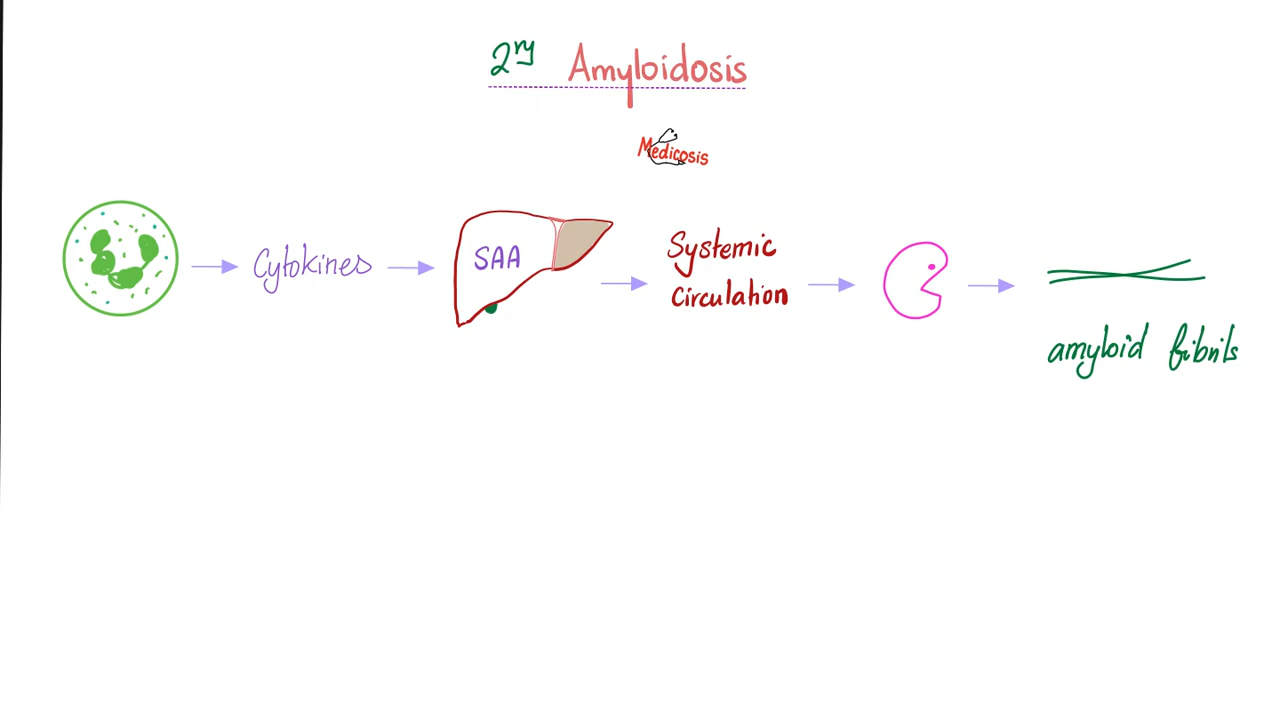 2ry Amyloidosis
Medicosis
Cytokines
SAA
Systemic
Circulation
amyloid fibrils